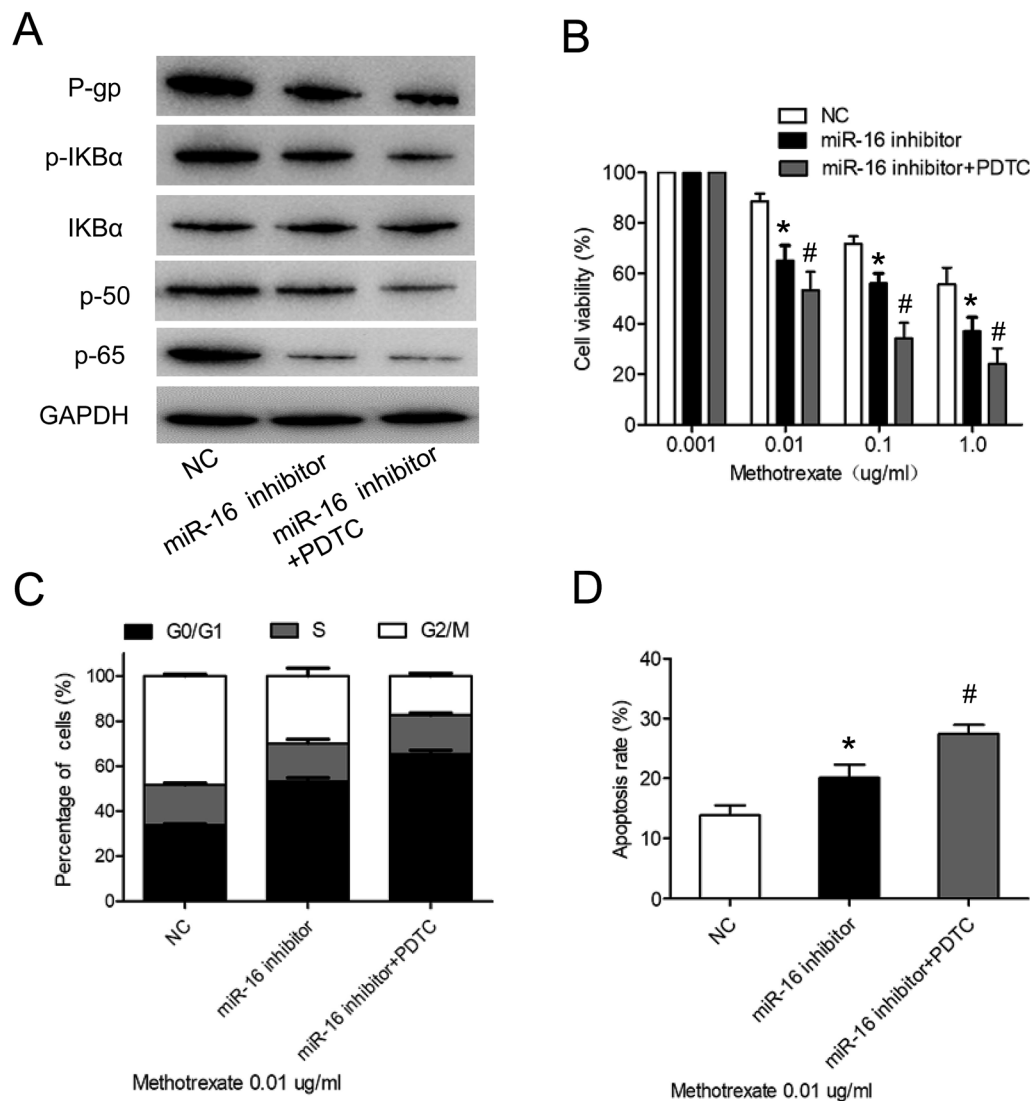 A
P-gp
p-IKBα
IKBα
p-50
p-65
GAPDH
NC
miR-16 inhibitor
miR-16 inhibitor
+PDTC
B
NC
miR-16 inhibitor
miR-16 inhibitor+PDTC
Cell viability (%)
100
80
60
40
20
0
*
#
*
#
*
#
0.001 0.01 0.1 1.0
Methotrexate（ug/ml）
C
G0/G1 S G2/M
Percentage of cells (%)
100
80
60
40
20
0
NC
miR-16 inhibitor
miR-16 inhibitor+PDTC
Methotrexate 0.01 ug/ml
D
Apoptosis rate (%)
40
30
20
10
0
*
#
NC
miR-16 inhibitor
miR-16 inhibitor+PDTC
Methotrexate 0.01 ug/ml